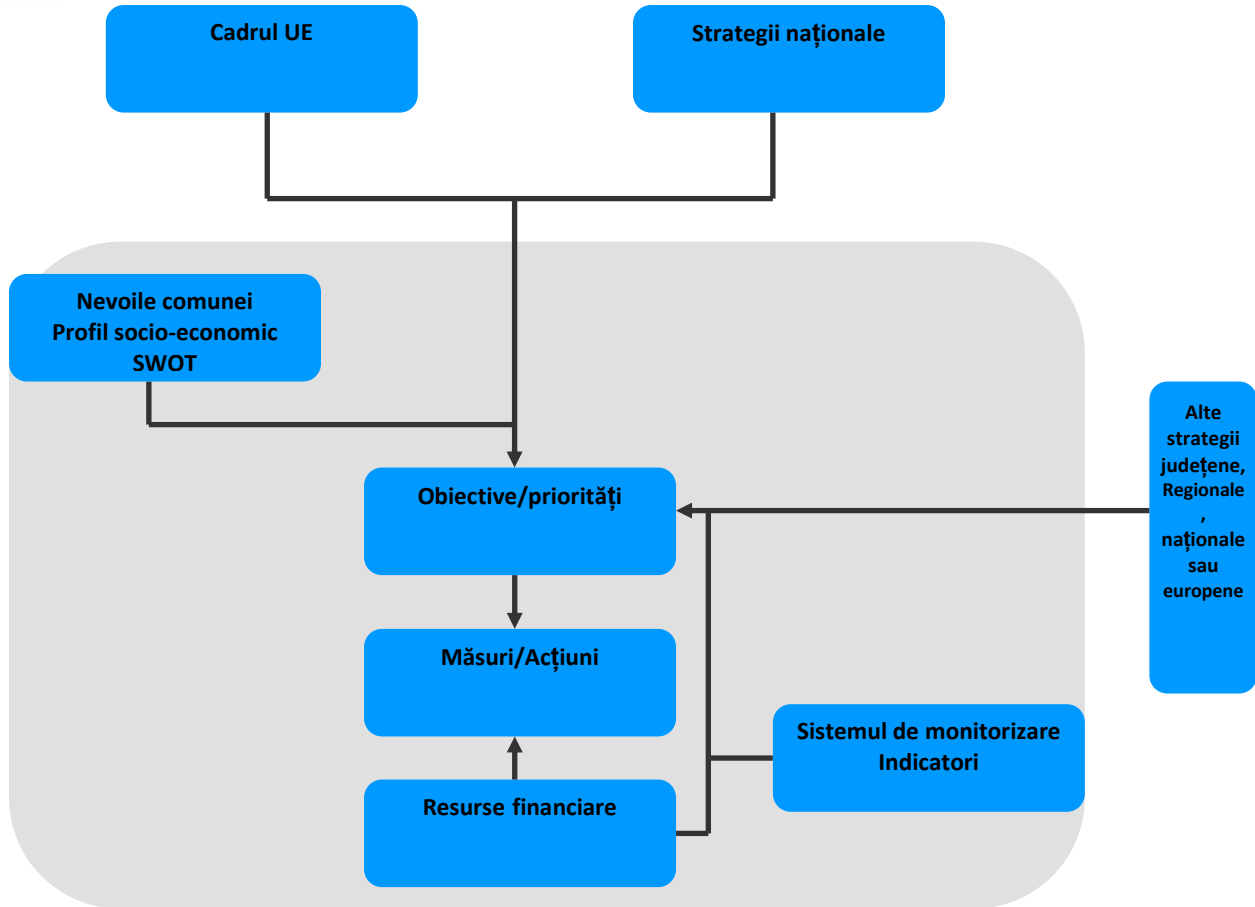 Cadrul UE
Strategii naționale
Nevoile comunei
Profil socio-economic
SWOT
Obiective/priorități
Alte
strategii
județene,
Regionale
,
naționale
sau
europene
Măsuri/Acțiuni
Sistemul de monitorizare
Indicatori
Resurse financiare